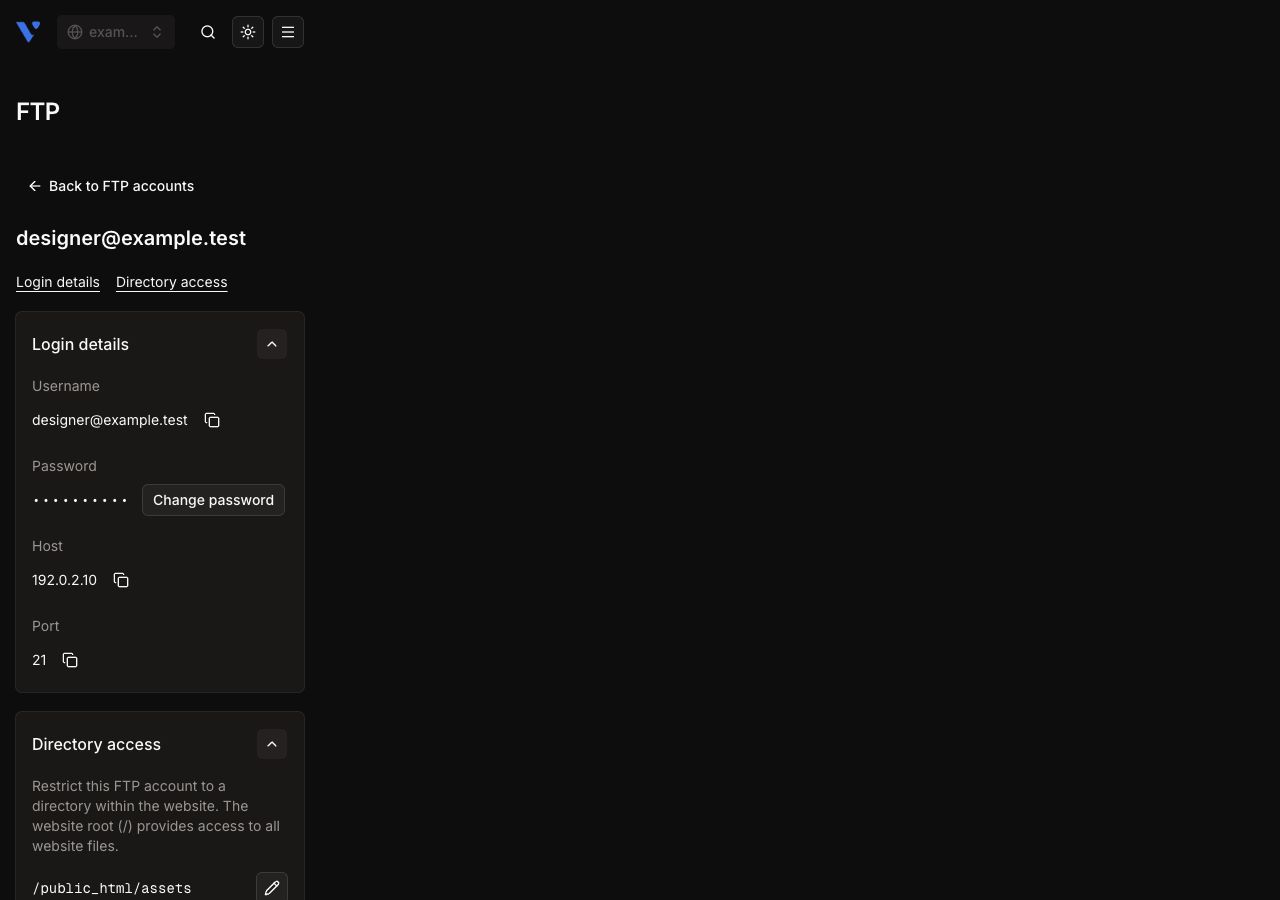 exam...
FTP
Back to FTP accounts
designer@example.test
Login details Directory access
Login details
Username
designer@example.test
Password
•••••••••• Change password
Host
192.0.2.10
Port
21
Directory access
Restrict this FTP account to a
directory within the website. The
website root (/) provides access to all
website files.
/public_html/assets